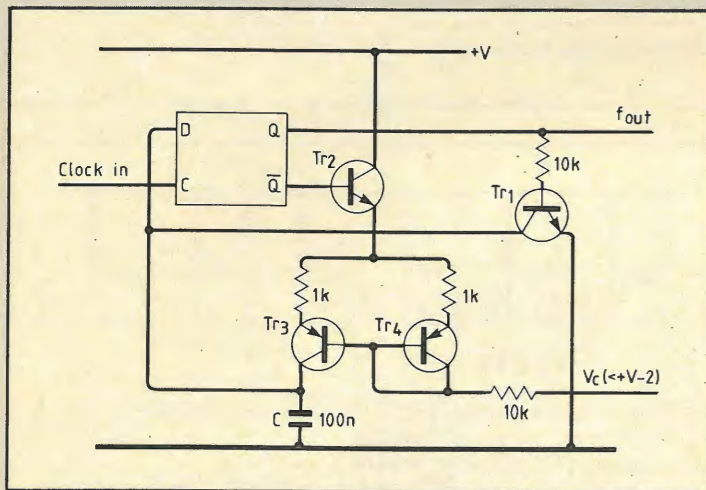 +V
D
Q
f_out
Clock in
C
Q̅
Tr2
10k
Tr1
1k
1k
Tr3
Tr4
Vc(<+V-2)
C
100n
10k